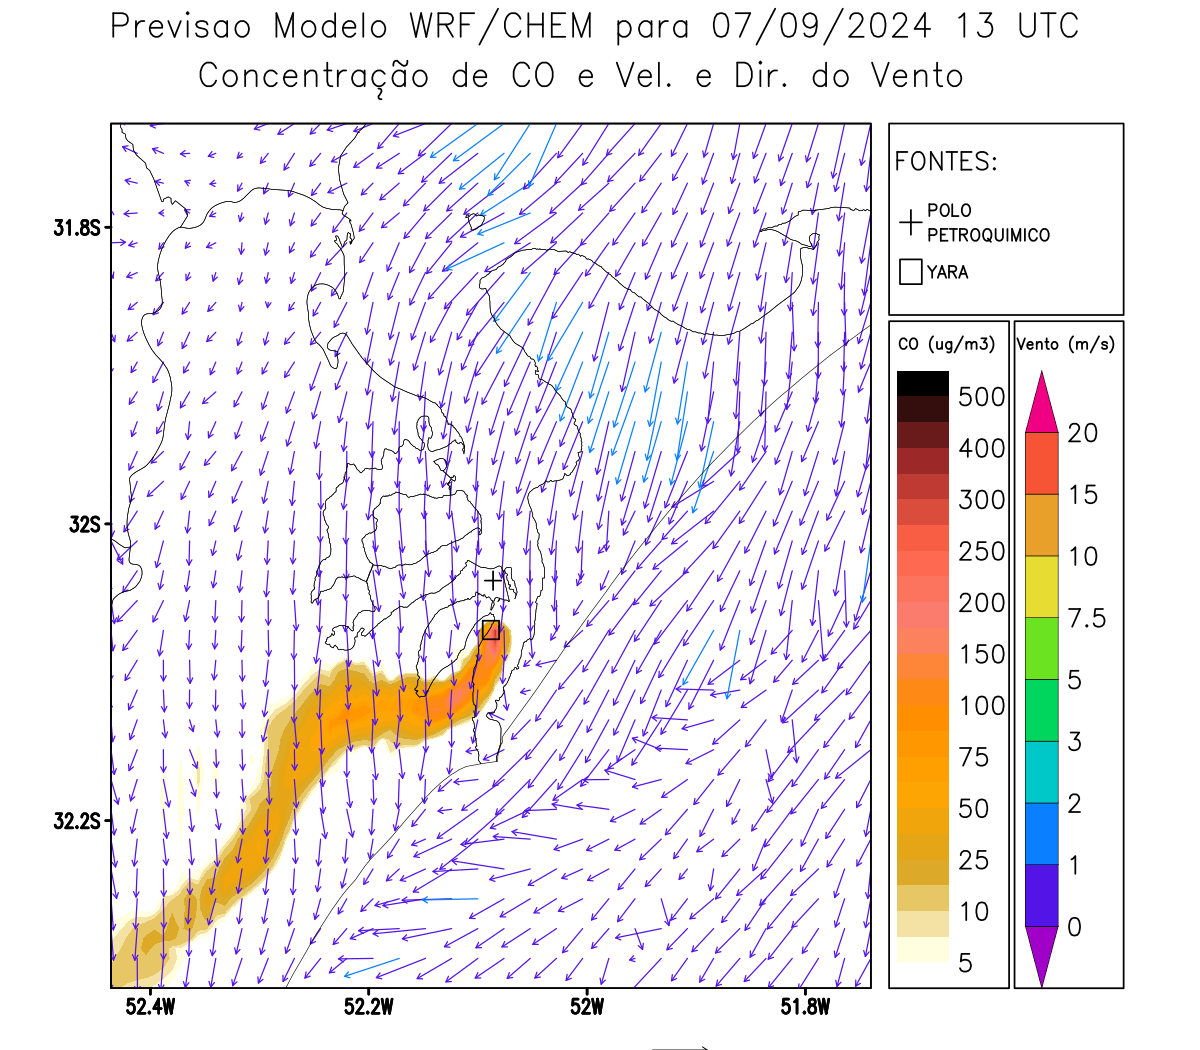 Previsao Modelo WRF/CHEM para 07/09/2024 13 UTC
Concentração de CO e Vel. e Dir. do Vento
FONTES:
POLO
PETROQUIMICO
YARA
CO (ug/m3)
500
400
300
250
200
150
100
75
50
25
10
5
Vento (m/s)
20
15
10
7.5
5
3
2
1
0
31.8S
32S
32.2S
52.4W
52.2W
52W
51.8W